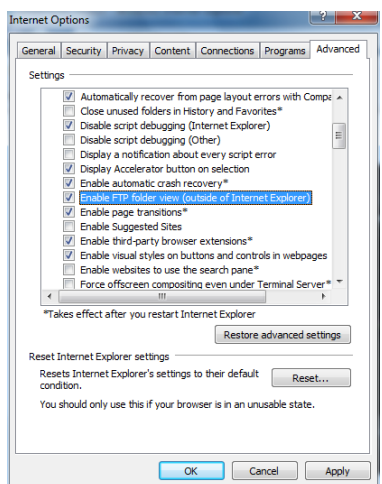 Internet Options
?
General Security Privacy Content Connections Programs Advanced
Settings
Automatically recover from page layout errors with Compa
Close unused folders in History and Favorites*
Disable script debugging (Internet Explorer)
Disable script debugging (Other)
Display a notification about every script error
Display Accelerator button on selection
Enable automatic crash recovery*
Enable FTP folder view (outside of Internet Explorer)
Enable page transitions*
Enable Suggested Sites
Enable third-party browser extensions*
Enable visual styles on buttons and controls in webpages
Enable websites to use the search pane*
Force offscreen compositing even under Terminal Server*
*Takes effect after you restart Internet Explorer
Restore advanced settings
Reset Internet Explorer settings
Resets Internet Explorer's settings to their default
condition.
Reset...
You should only use this if your browser is in an unusable state.
OK Cancel Apply